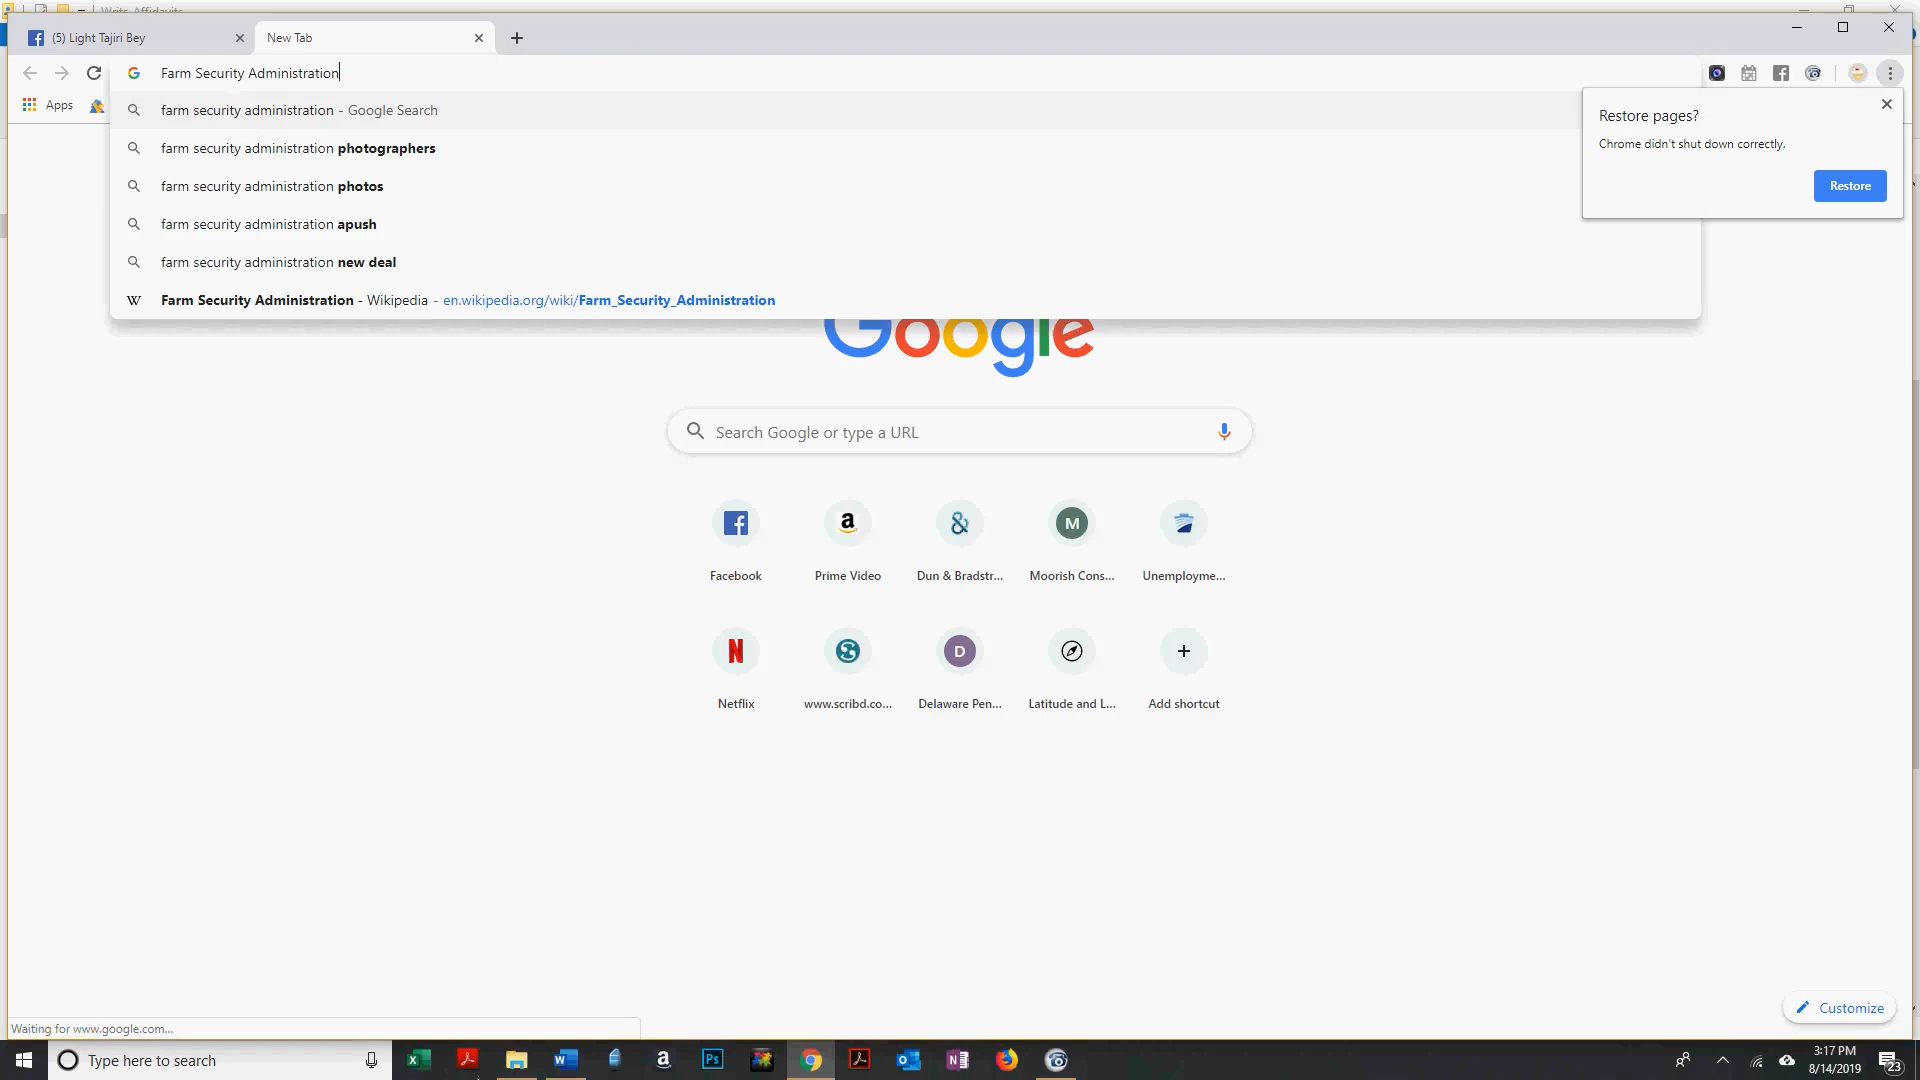 Writs-Affidavits
(5) Light Tajiri Bey
New Tab
Farm Security Administration
Apps
farm security administration - Google Search
farm security administration photographers
farm security administration photos
farm security administration apush
farm security administration new deal
W Farm Security Administration - Wikipedia - en.wikipedia.org/wiki/Farm_Security_Administration
Restore pages?
Chrome didn't shut down correctly.
Restore
Google
Search Google or type a URL
Facebook
Prime Video
Dun & Bradstr...
M
Moorish Cons...
Unemployme...
N
Netflix
www.scribd.co...
D
Delaware Pen...
Latitude and L...
Add shortcut
Customize
Waiting for www.google.com...
Type here to search
3:17 PM
8/14/2019
23